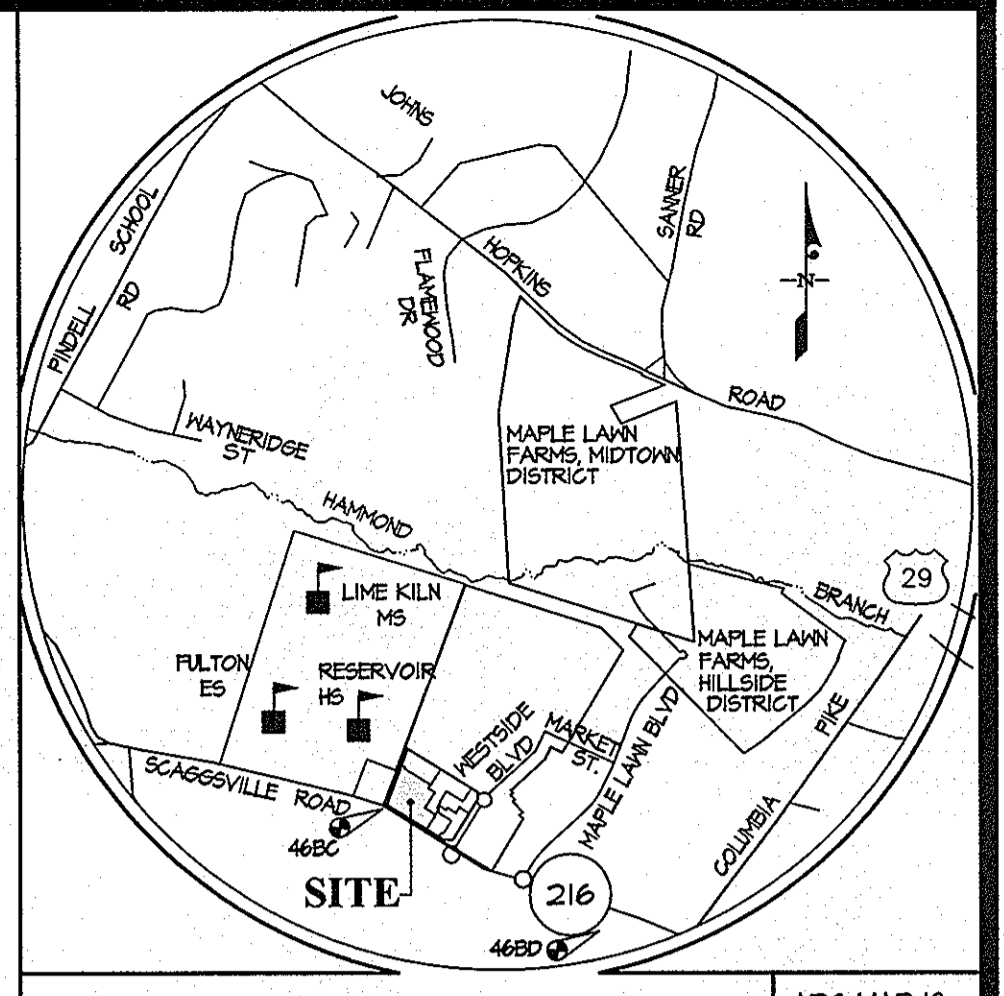 JOHNS
SCHOOL
SANNER
RD
HOPKINS
FLAMEWOOD
DR
-N-
PINDELL
RD
ROAD
WAYNERIDGE
ST
MAPLE LAWN
FARMS, MIDTOWN
DISTRICT
HAMMOND
29
BRANCH
LIME KILN
MS
MAPLE LAWN
FARMS,
HILLSIDE
DISTRICT
FULTON
ES
RESERVOIR
HS
WESTSIDE
BLVD
MARKET
ST.
MAPLE LAWN BLVD
PIKE
COLUMBIA
SCAGGSVILLE ROAD
46BC
SITE
216
46BD